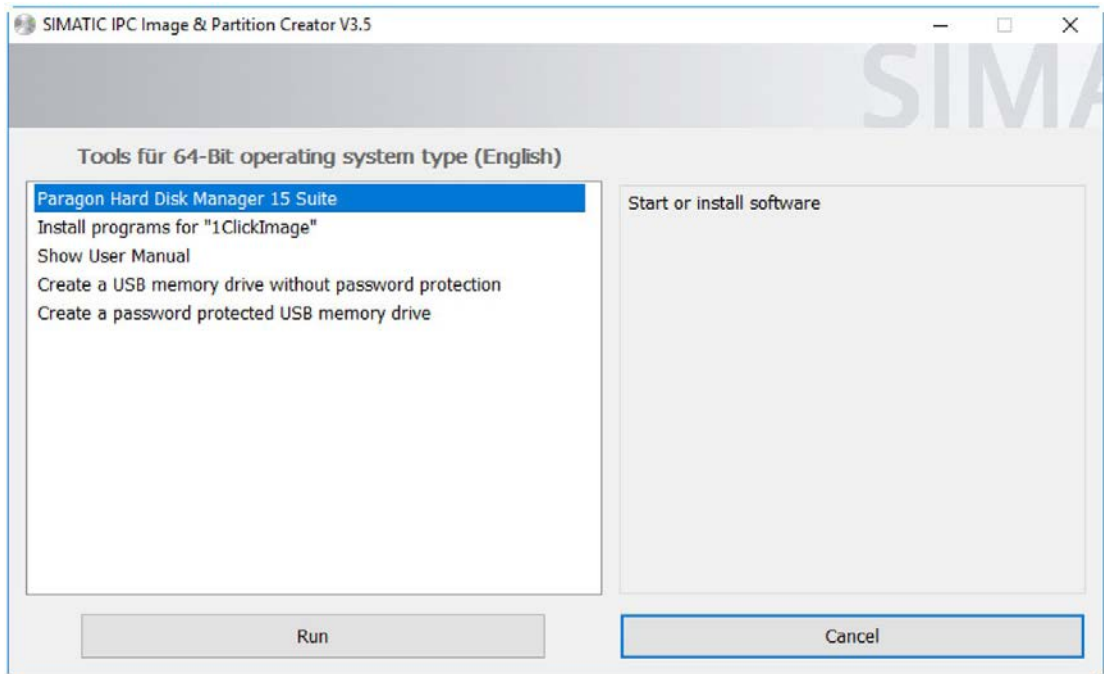 SIMATIC IPC Image & Partition Creator V3.5
SIMA
Tools für 64-Bit operating system type (English)
Paragon Hard Disk Manager 15 Suite
Install programs for "1ClickImage"
Show User Manual
Create a USB memory drive without password protection
Create a password protected USB memory drive
Start or install software
Run
Cancel